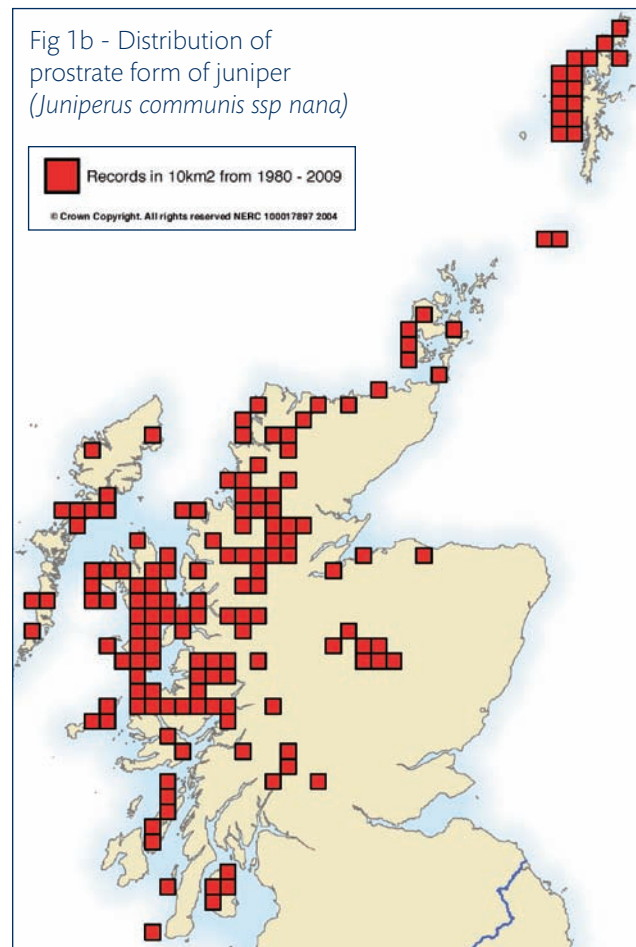 Fig 1b - Distribution of
prostrate form of juniper
(Juniperus communis ssp nana)
Records in 10km2 from 1980 - 2009
© Crown Copyright. All rights reserved NERC 100017897 2004